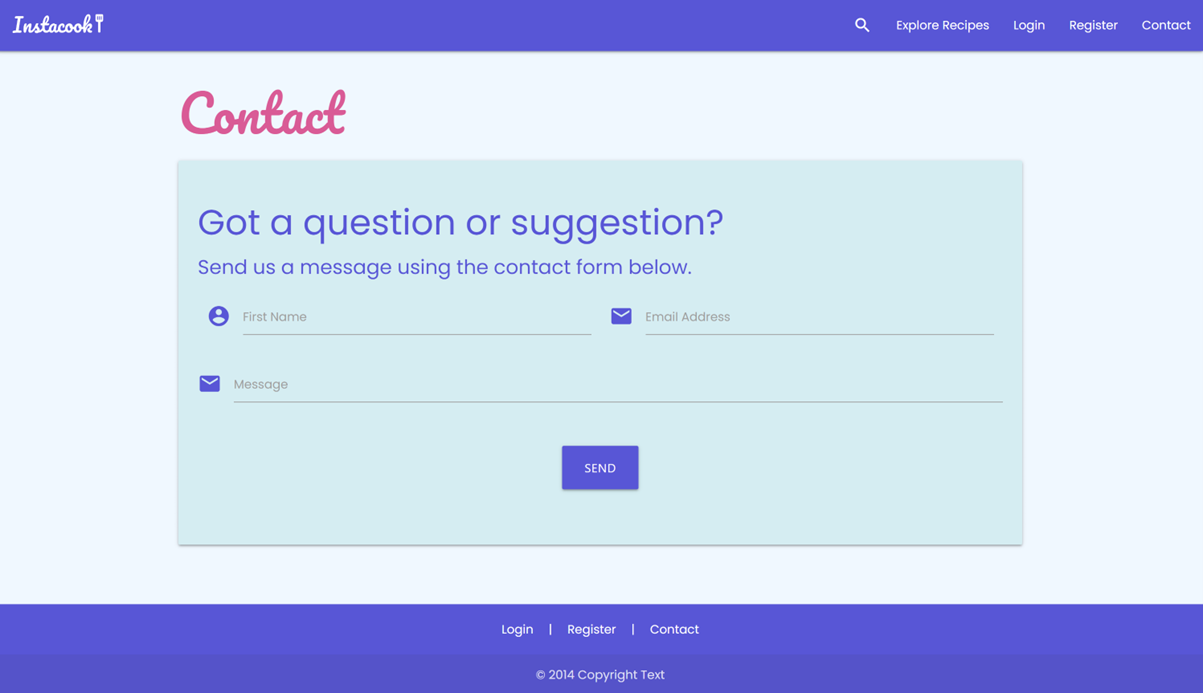 Instacook
Explore Recipes Login Register Contact
Contact
Got a question or suggestion?
Send us a message using the contact form below.
First Name Email Address
Message
SEND
Login | Register | Contact
© 2014 Copyright Text